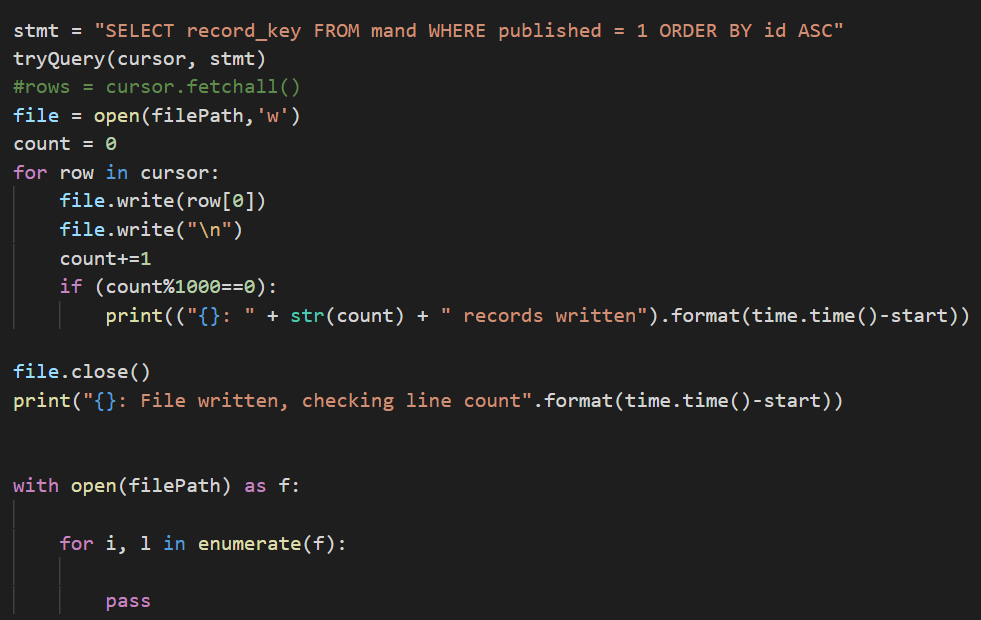 stmt = "SELECT record_key FROM mand WHERE published = 1 ORDER BY id ASC"
tryQuery(cursor, stmt)
#rows = cursor.fetchall()
file = open(filePath,'w')
count = 0
for row in cursor:
    file.write(row[0])
    file.write("\n")
    count+=1
    if (count%1000==0):
        print(("{}: " + str(count) + " records written").format(time.time()-start))
file.close()
print("{}: File written, checking line count".format(time.time()-start))
with open(filePath) as f:
    for i, l in enumerate(f):
        pass